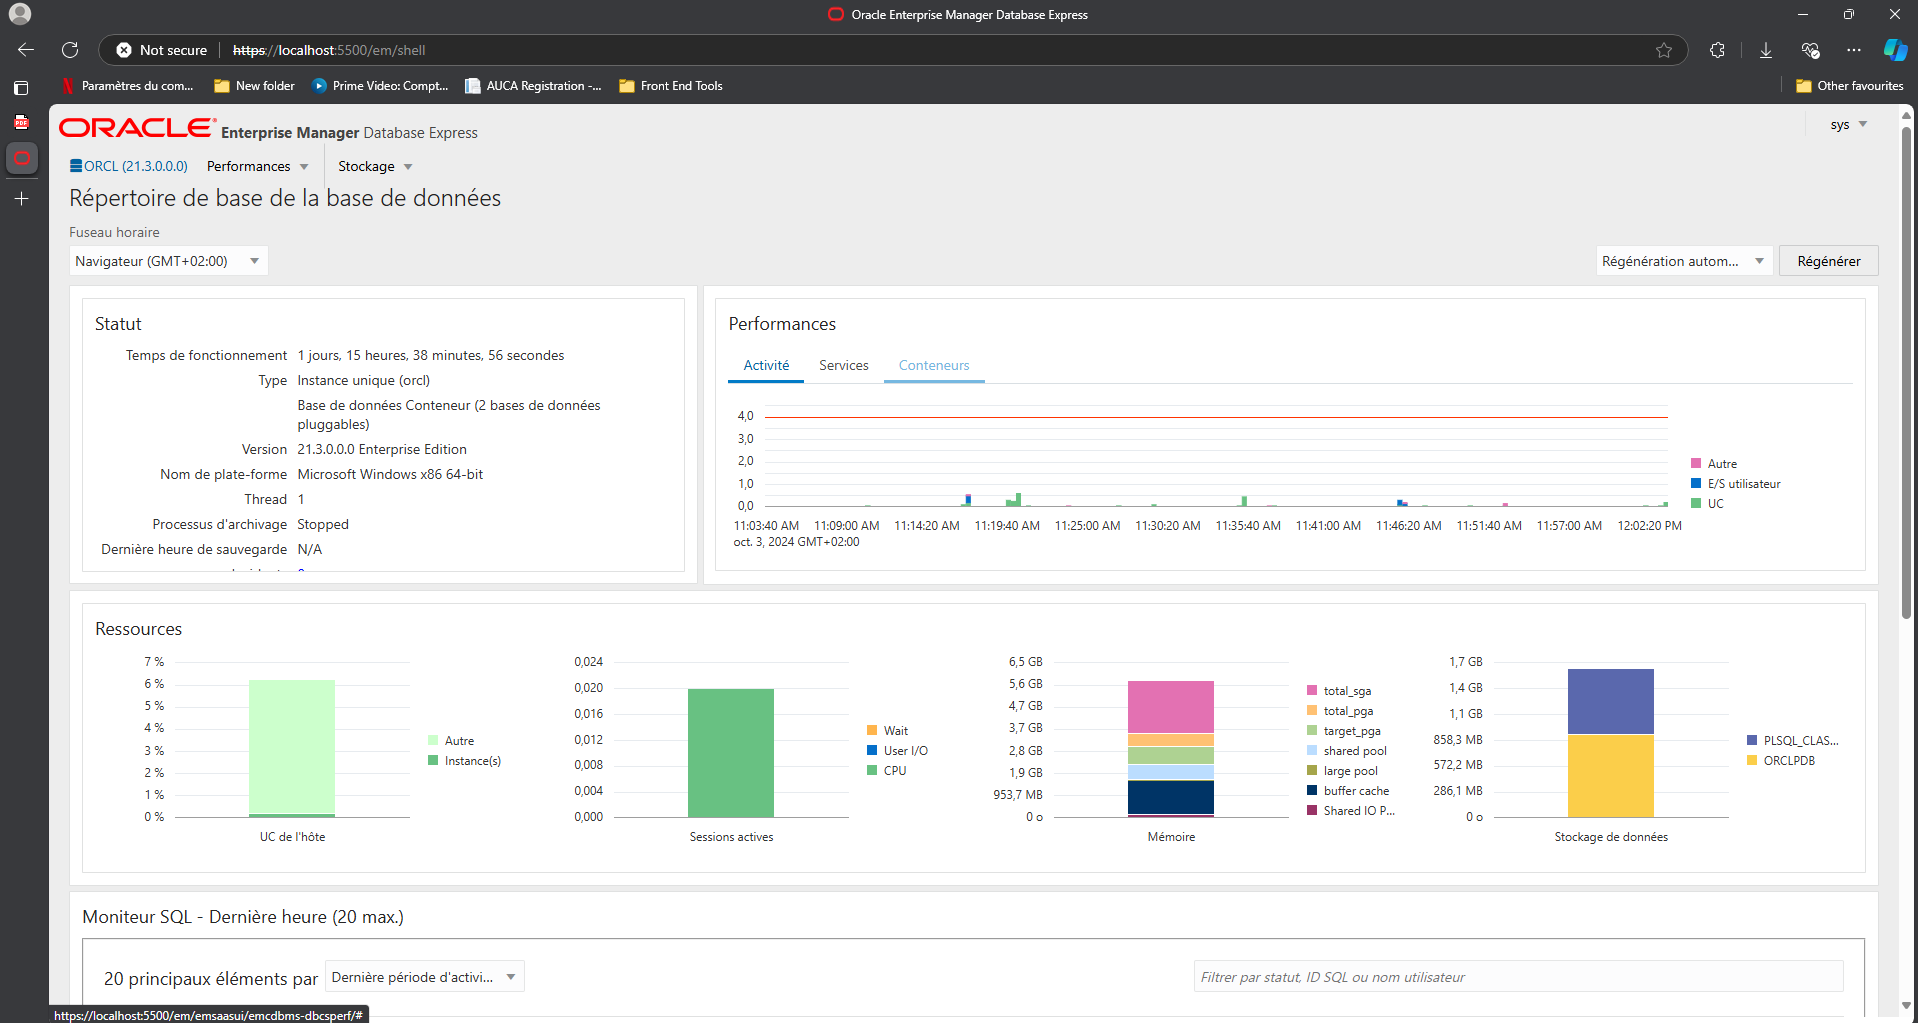 Oracle Enterprise Manager Database Express
Not secure
https://localhost:5500/em/shell
Paramètres du com...
New folder
Prime Video: Compt...
AUCA Registration -...
Front End Tools
Other favourites
PDF
ORACLE Enterprise Manager Database Express
sys
ORCL (21.3.0.0.0)
Performances
Stockage
Répertoire de base de la base de données
Fuseau horaire
Navigateur (GMT+02:00)
Régénération autom...
Régénérer
Statut
Temps de fonctionnement 1 jours, 15 heures, 38 minutes, 56 secondes
Type Instance unique (orcl)
Base de données Conteneur (2 bases de données
pluggables)
Version 21.3.0.0.0 Enterprise Edition
Nom de plate-forme Microsoft Windows x86 64-bit
Thread 1
Processus d'archivage Stopped
Dernière heure de sauvegarde N/A
Performances
Activité
Services
Conteneurs
4,0
3,0
2,0
1,0
0,0
11:03:40 AM 11:09:00 AM 11:14:20 AM 11:19:40 AM 11:25:00 AM 11:30:20 AM 11:35:40 AM 11:41:00 AM 11:46:20 AM 11:51:40 AM 11:57:00 AM 12:02:20 PM
oct. 3, 2024 GMT+02:00
Autre
E/S utilisateur
UC
Ressources
7 %
6 %
5 %
4 %
3 %
2 %
1 %
0 %
UC de l'hôte
Autre
Instance(s)
0,024
0,020
0,016
0,012
0,008
0,004
0,000
Sessions actives
Wait
User I/O
CPU
6,5 GB
5,6 GB
4,7 GB
3,7 GB
2,8 GB
1,9 GB
953,7 MB
0 o
Mémoire
total_sga
total_pga
target_pga
shared pool
large pool
buffer cache
Shared IO P...
1,7 GB
1,4 GB
1,1 GB
858,3 MB
572,2 MB
286,1 MB
0 o
Stockage de données
PLSQL_CLAS...
ORCLPDB
Moniteur SQL - Dernière heure (20 max.)
20 principaux éléments par
Dernière période d'activi...
Filtrer par statut, ID SQL ou nom utilisateur
https://localhost:5500/em/emsaasui/emcdbms-dbcsperf/#